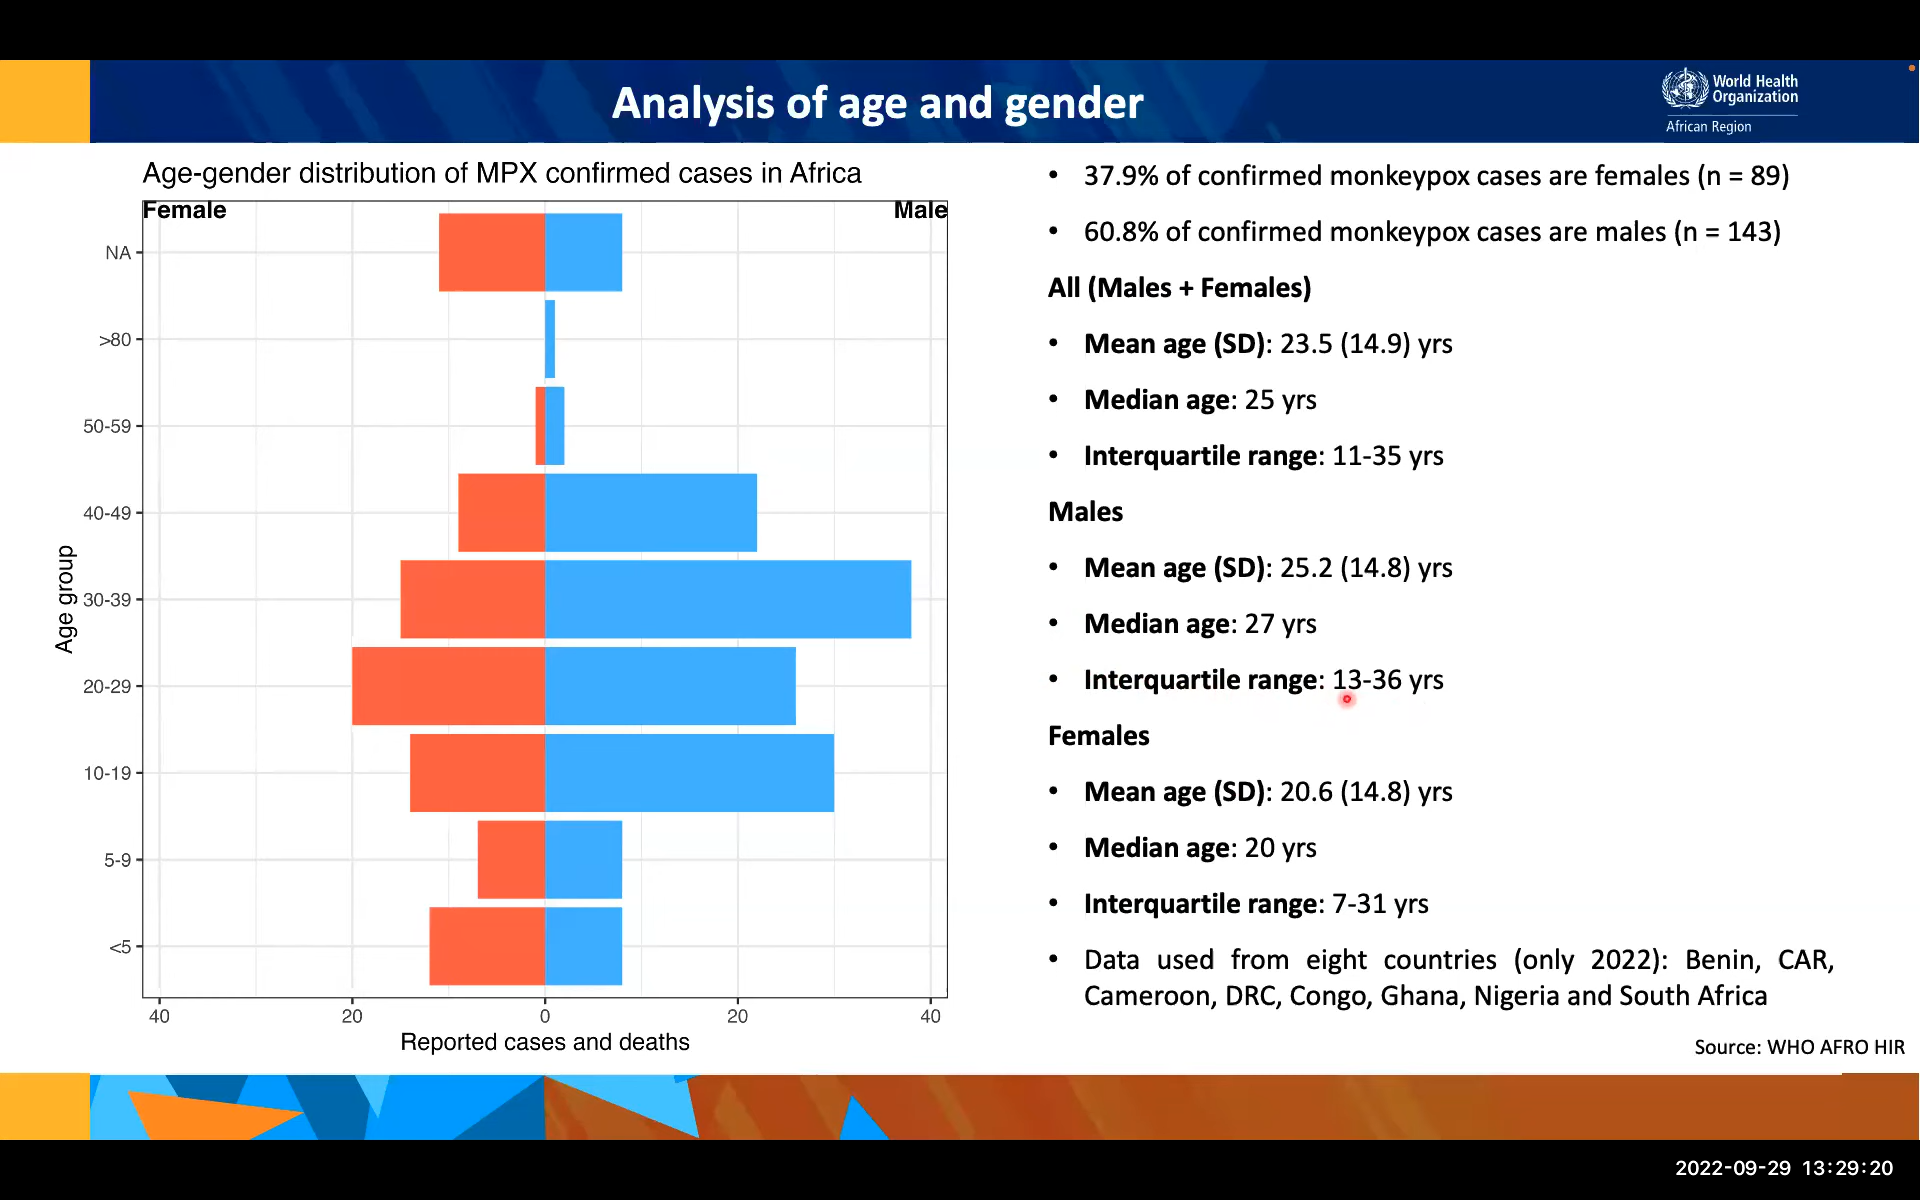 Analysis of age and gender
World Health
Organization
African Region
Age-gender distribution of MPX confirmed cases in Africa
Female
Male
NA
>80
50-59
40-49
30-39
20-29
10-19
5-9
<5
Age group
40
20
0
20
40
Reported cases and deaths
• 37.9% of confirmed monkeypox cases are females (n = 89)
• 60.8% of confirmed monkeypox cases are males (n = 143)
All (Males + Females)
• Mean age (SD): 23.5 (14.9) yrs
• Median age: 25 yrs
• Interquartile range: 11-35 yrs
Males
• Mean age (SD): 25.2 (14.8) yrs
• Median age: 27 yrs
• Interquartile range: 13-36 yrs
Females
• Mean age (SD): 20.6 (14.8) yrs
• Median age: 20 yrs
• Interquartile range: 7-31 yrs
• Data used from eight countries (only 2022): Benin, CAR,
Cameroon, DRC, Congo, Ghana, Nigeria and South Africa
Source: WHO AFRO HIR
2022-09-29 13:29:20